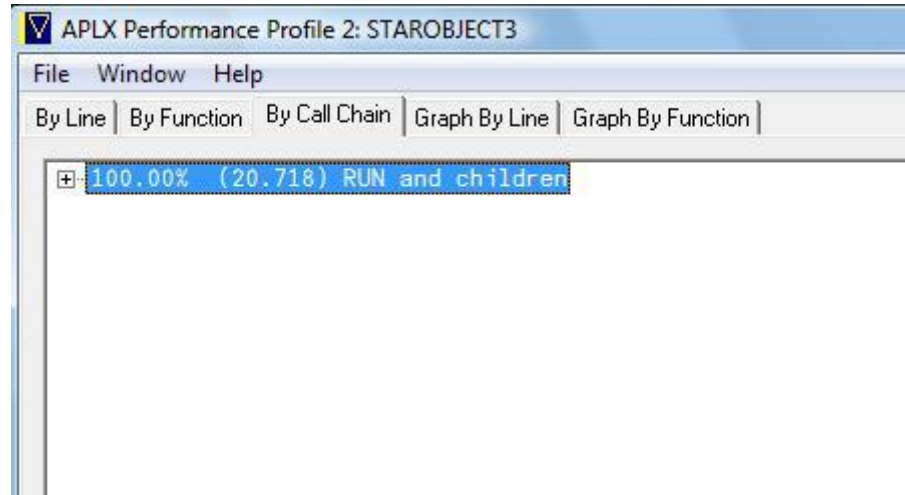 APLX Performance Profile 2: STAROBJECT3
File Window Help
By Line By Function By Call Chain Graph By Line Graph By Function
100.00% (20.718) RUN and children